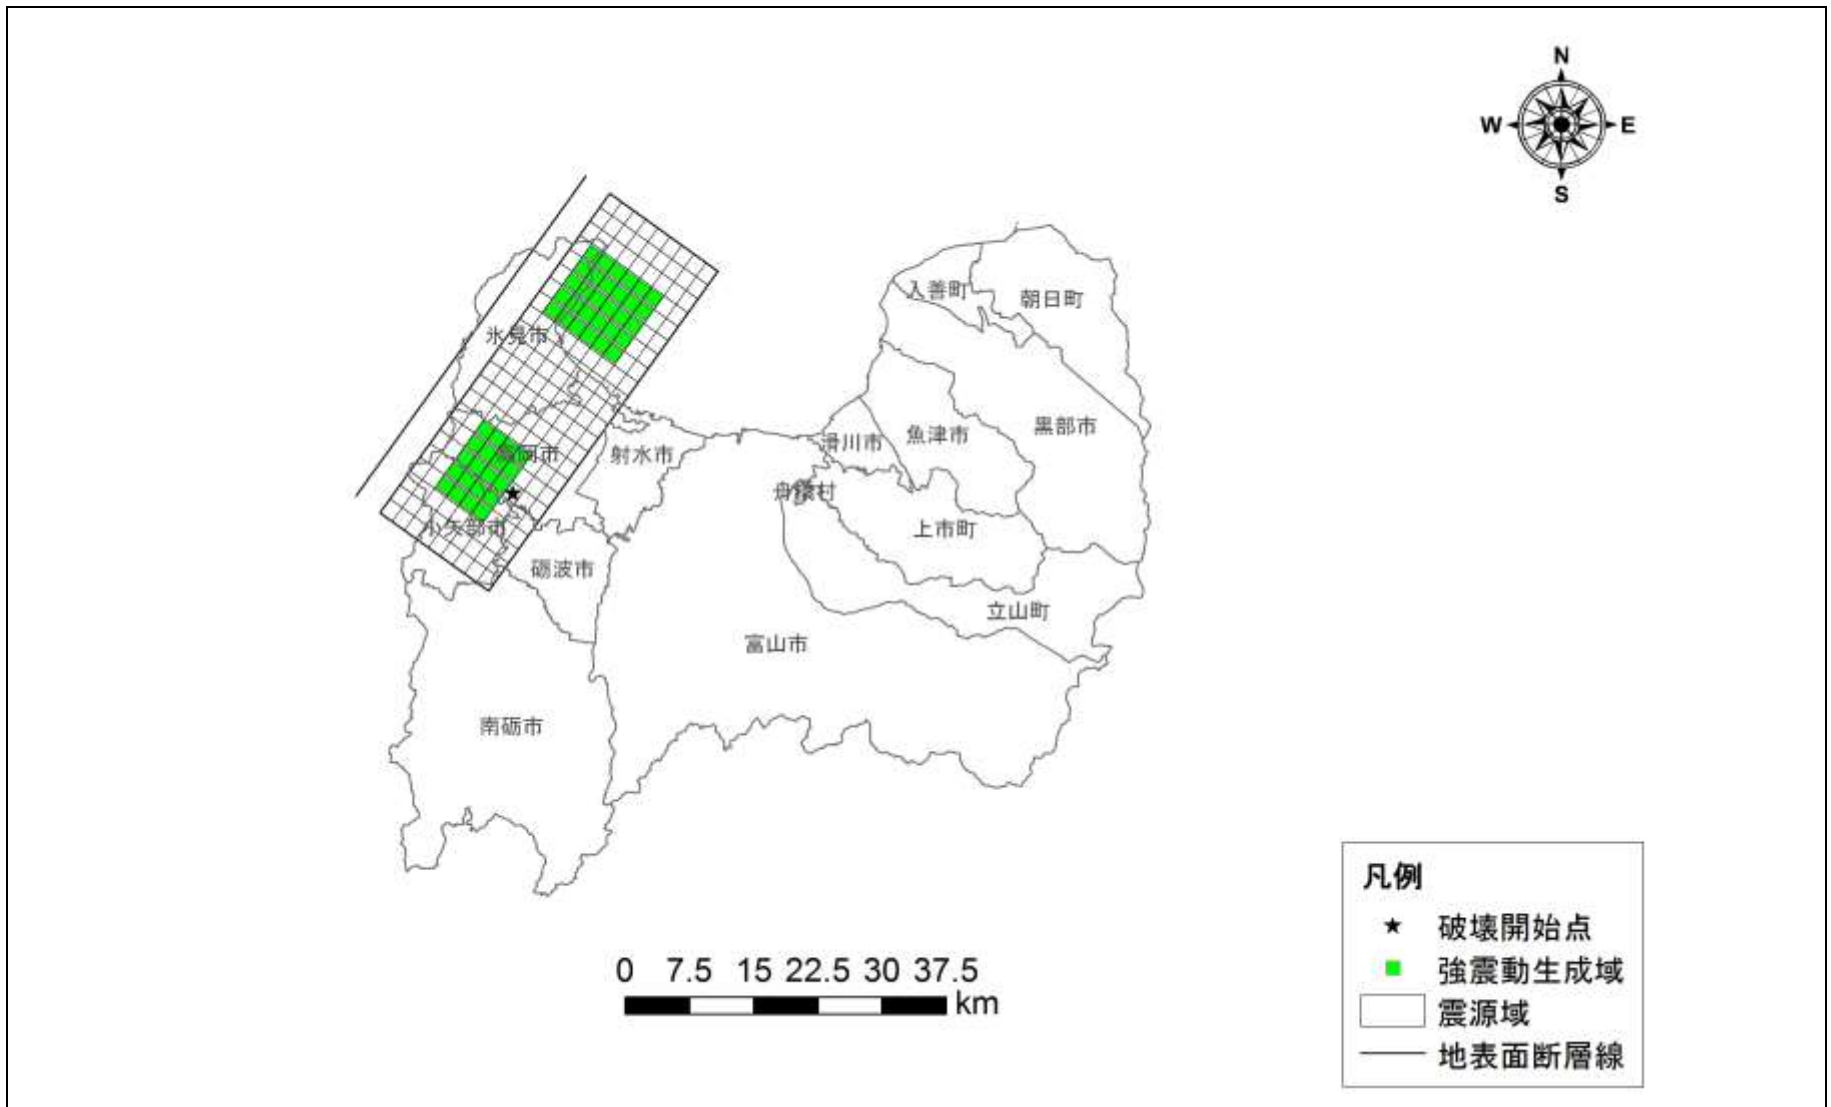 N
W E
S
入善町
朝日町
氷見市
黒部市
魚津市
滑川市
高岡市
射水市
舟橋村
小矢部市
上市町
砺波市
立山町
富山市
南砺市
凡例
破壊開始点
強震動生成域
震源域
地表面断層線
0 7.5 15 22.5 30 37.5
km